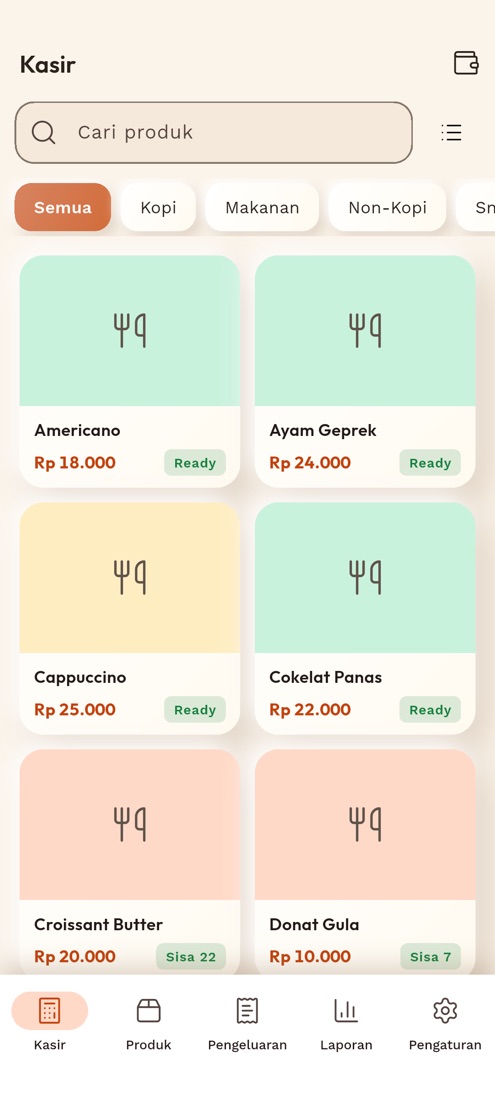 Kasir
Cari produk
Semua Kopi Makanan Non-Kopi
Americano Ayam Geprek
Rp 18.000 Ready Rp 24.000 Ready
Cappuccino Cokelat Panas
Rp 25.000 Ready Rp 22.000 Ready
Croissant Butter Donat Gula
Rp 20.000 Sisa 22 Rp 10.000 Sisa 7
Kasir Produk Pengeluaran Laporan Pengaturan